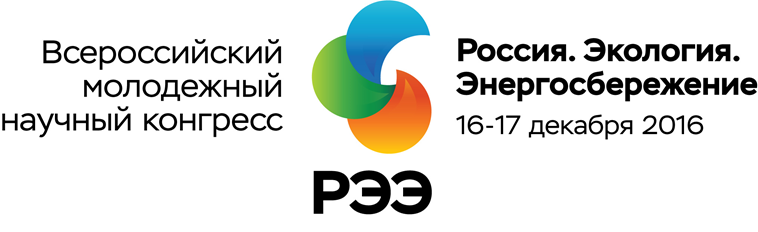 Всероссийский
молодежный
научный конгресс
Россия. Экология.
Энергосбережение
16-17 декабря 2016
РЭЭ